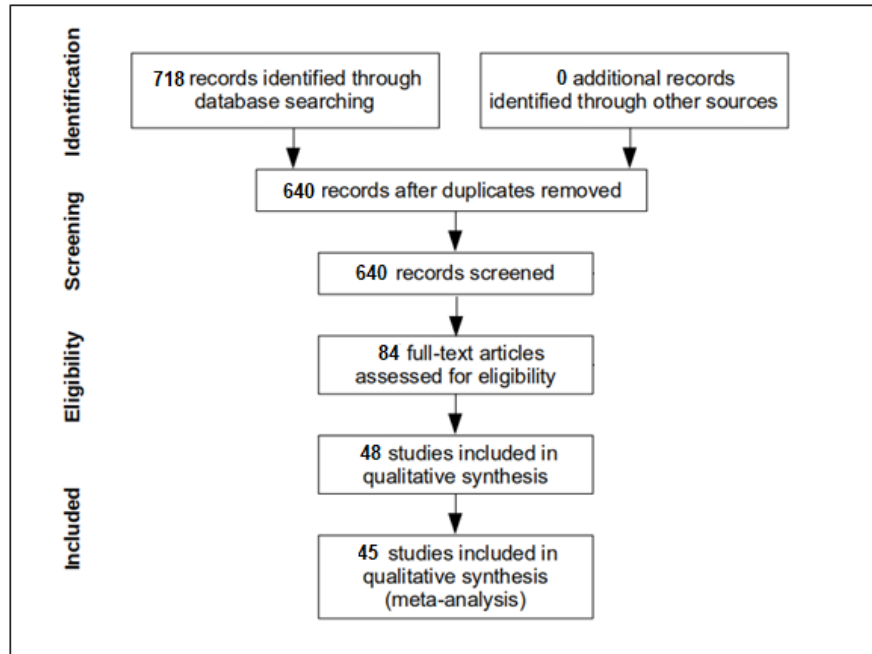 Identification
718 records identified through
database searching
0 additional records
identified through other sources
640 records after duplicates removed
Screening
640 records screened
Eligibility
84 full-text articles
assessed for eligibility
48 studies included in
qualitative synthesis
Included
45 studies included in
qualitative synthesis
(meta-analysis)